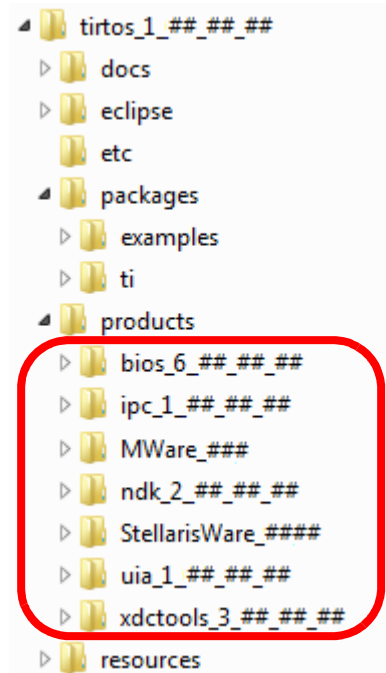 tirtos_1_##_##_##
docs
eclipse
etc
packages
examples
ti
products
bios_6_##_##_##
ipc_1_##_##_##
MWare_###
ndk_2_##_##_##
StellarisWare_####
uia_1_##_##_##
xdctools_3_##_##_##
resources